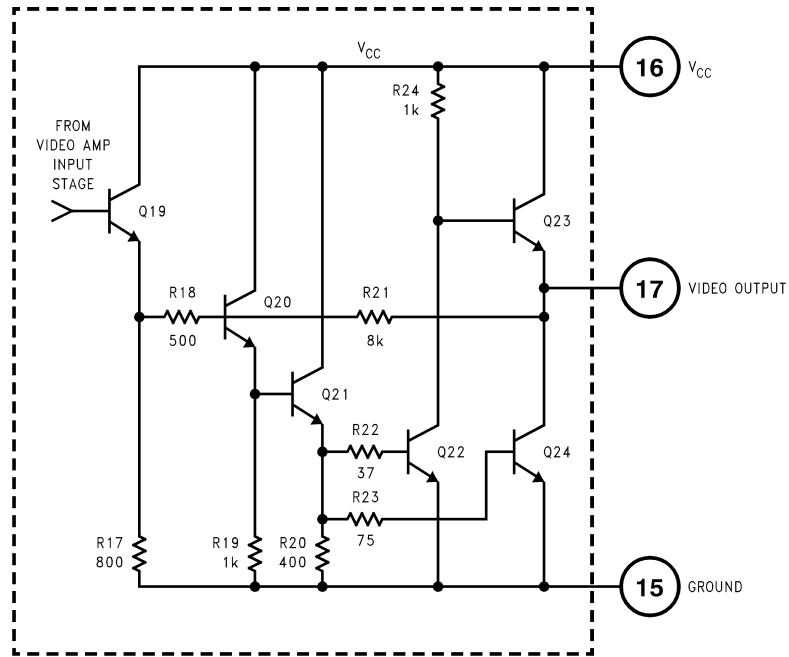 VCC
16
VCC
R24
1k
FROM
VIDEO AMP
INPUT
STAGE
Q19
Q23
17
VIDEO OUTPUT
R18
500
Q20
R21
8k
Q21
R22
37
Q22
Q24
R23
75
R17
800
R19
1k
R20
400
15
GROUND